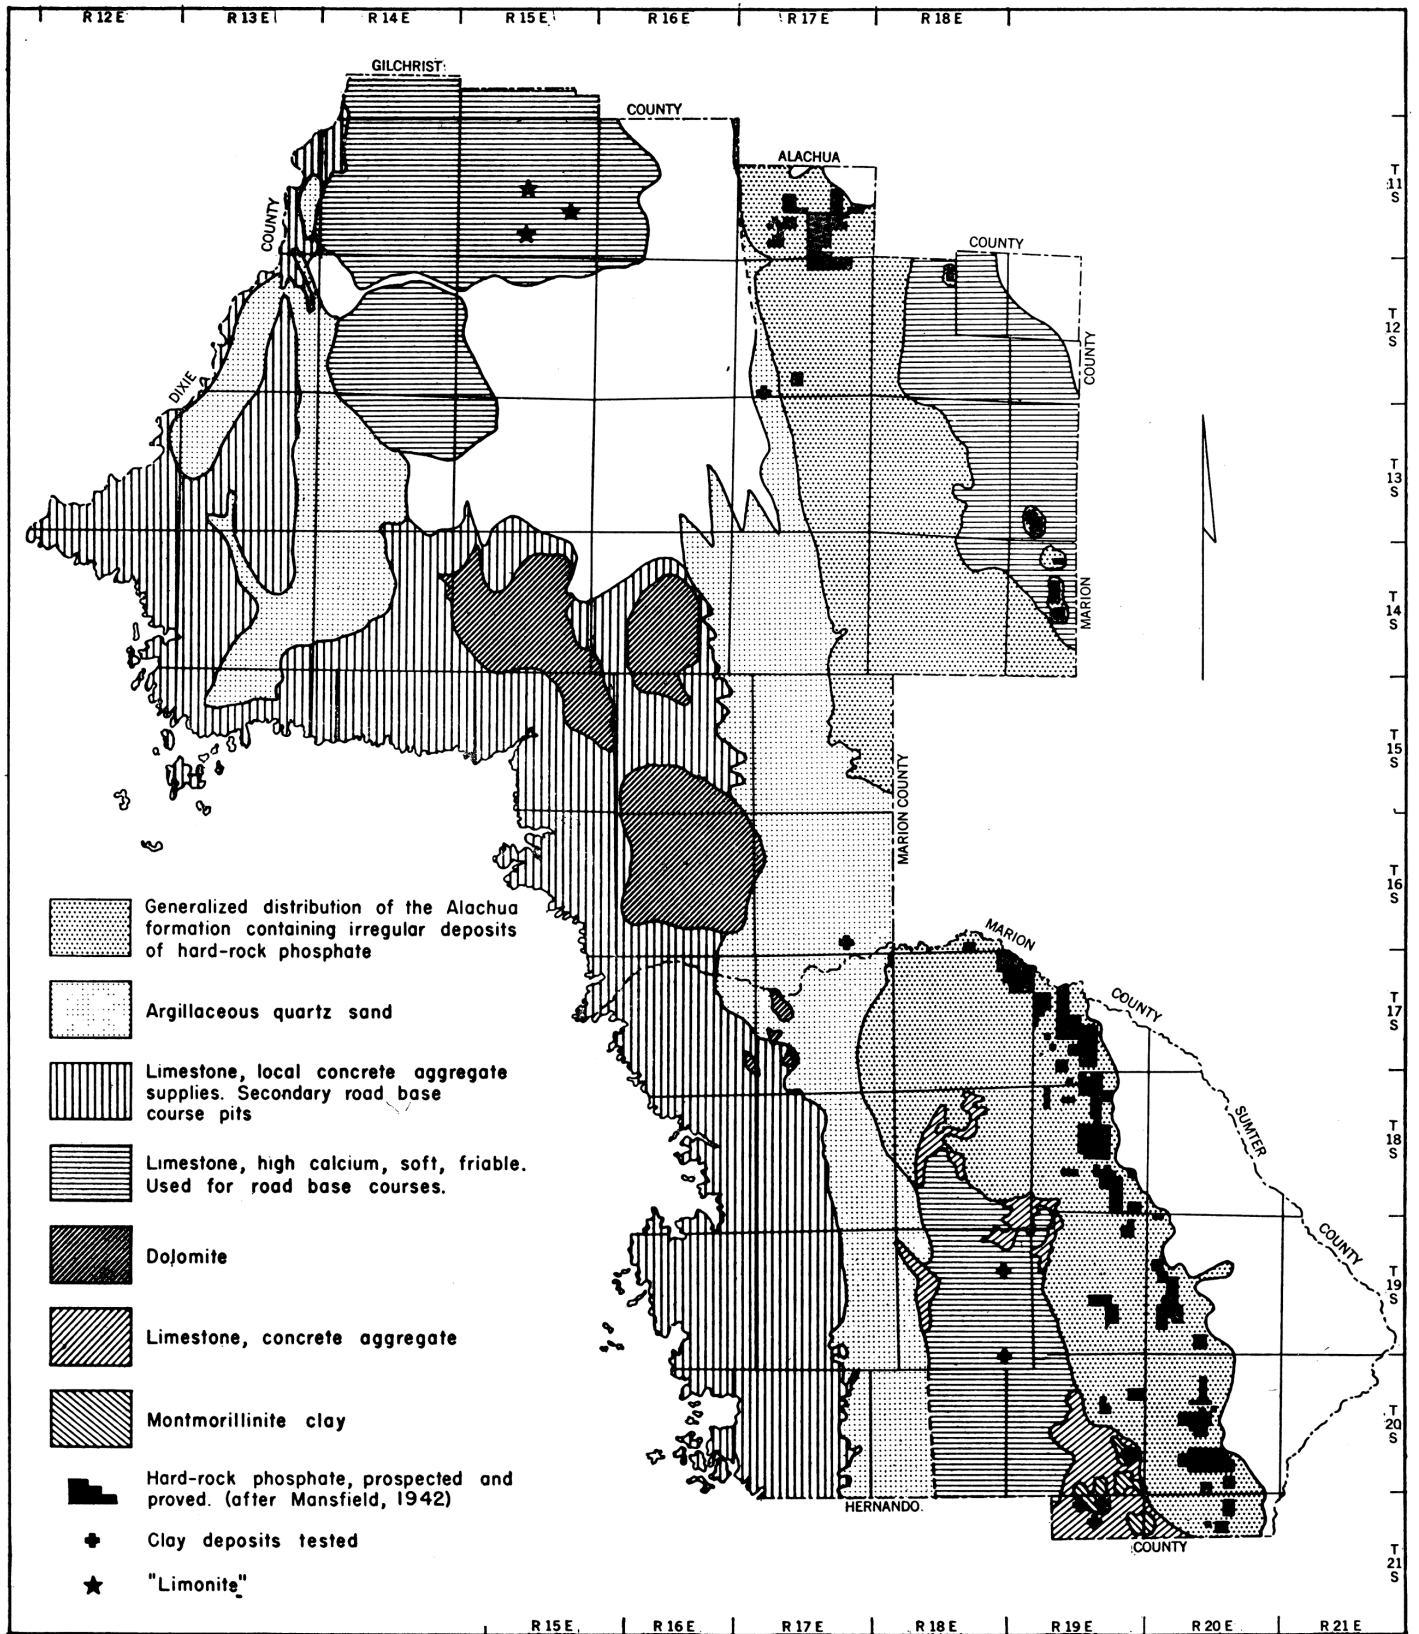 R 12 E R 13 E R 14 E R 15 E R 16 E R 17 E R 18 E
GILCHRIST
COUNTY
ALACHUA
T
11
S
COUNTY
COUNTY
T
12
S
COUNTY
DIXIE
T
13
S
MARION
T
14
S
T
15
S
MARION COUNTY
T
16
S
MARION
COUNTY
T
17
S
SUMTER
T
18
S
COUNTY
T
19
S
T
20
S
HERNANDO
COUNTY
T
21
S
Generalized distribution of the Alachua
formation containing irregular deposits
of hard-rock phosphate
Argillaceous quartz sand
Limestone, local concrete aggregate
supplies. Secondary road base
course pits
Limestone, high calcium, soft, friable.
Used for road base courses.
Dolomite
Limestone, concrete aggregate
Montmorillinite clay
Hard-rock phosphate, prospected and
proved. (after Mansfield, 1942)
Clay deposits tested
"Limonite"
R 15 E R 16 E R 17 E R 18 E R 19 E R 20 E R 21 E